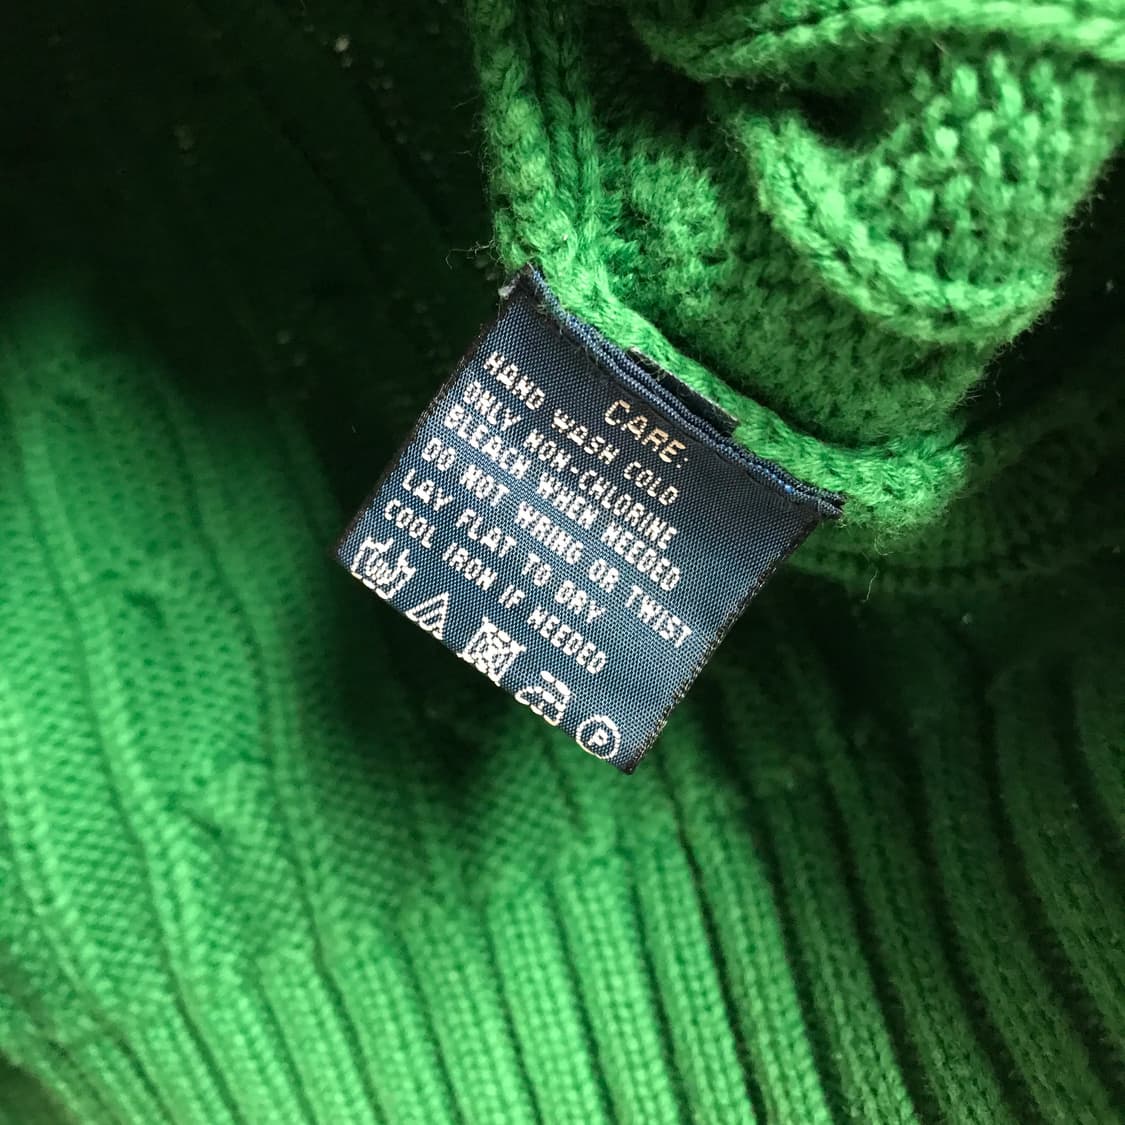 CARE:
HAND WASH COLD
ONLY NON-CHLORINE
BLEACH WHEN NEEDED
DO NOT WRING OR TWIST
LAY FLAT TO DRY
COOL IRON IF NEEDED
P